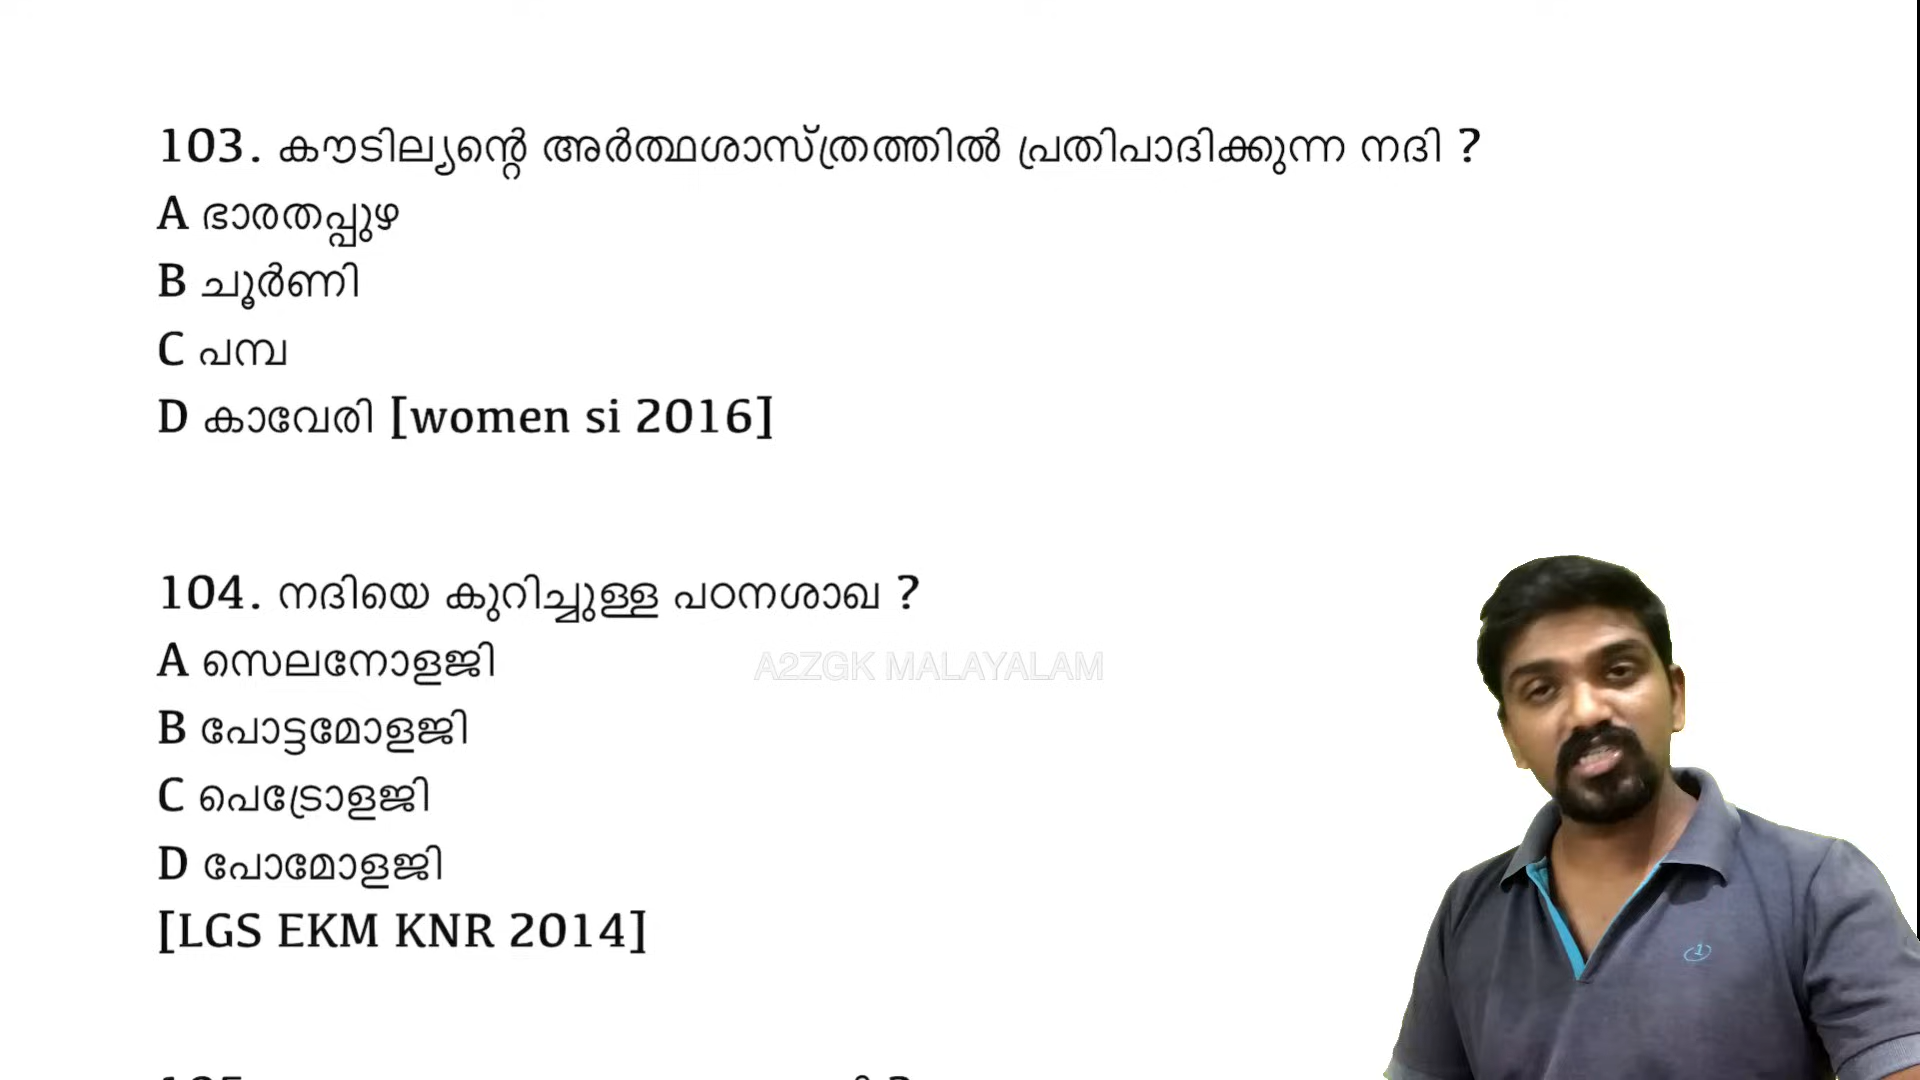 103. കൗടില്യന്റെ അർത്ഥശാസ്ത്രത്തിൽ പ്രതിപാദിക്കുന്ന നദി ?
A ഭാരതപ്പുഴ
B ചൂർണി
C പമ്പ
D കാവേരി [women si 2016]
104. നദിയെ കുറിച്ചുള്ള പഠനശാഖ ?
A സെലനോളജി
A2ZGK MALAYALAM
B പോട്ടമോളജി
C പെട്രോളജി
D പോമോളജി
[LGS EKM KNR 2014]